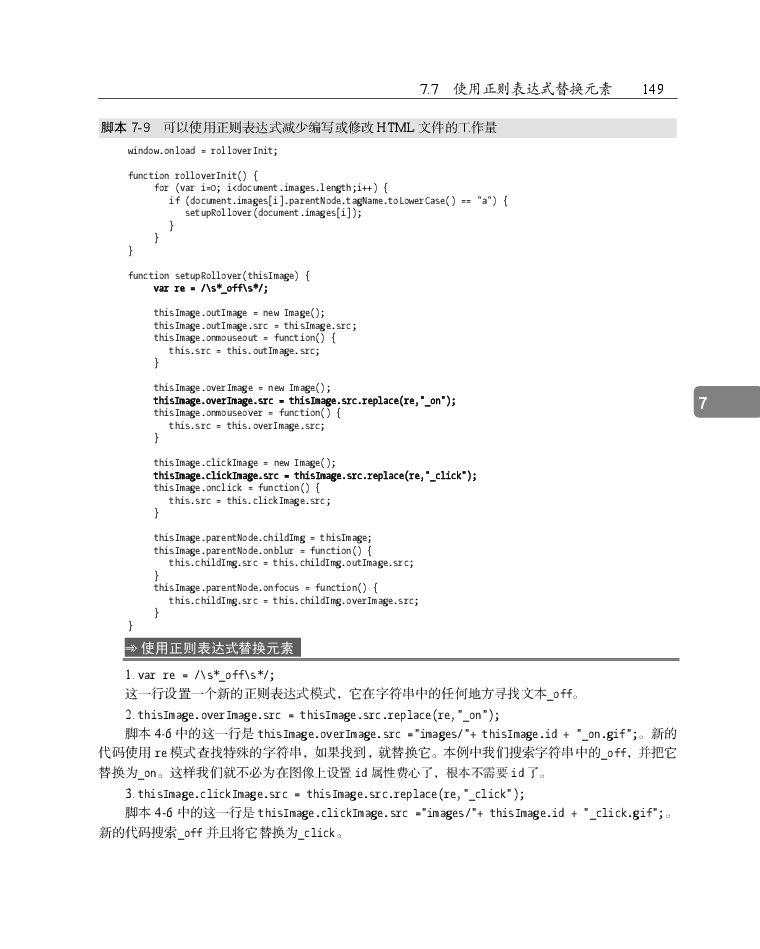 7.7 使用正则表达式替换元素 149
脚本 7-9 可以使用正则表达式减少编写或修改 HTML 文件的工作量
window.onload = rolloverInit;
function rolloverInit() {
for (var i=0; i<document.images.length;i++) {
if (document.images[i].parentNode.tagName.toLowerCase() == "a") {
setupRollover(document.images[i]);
}
}
}
function setupRollover(thisImage) {
var re = /\s*_off\s*/;
thisImage.outImage = new Image();
thisImage.outImage.src = thisImage.src;
thisImage.onmouseout = function() {
this.src = this.outImage.src;
}
thisImage.overImage = new Image();
thisImage.overImage.src = thisImage.src.replace(re,"_on");
thisImage.onmouseover = function() {
this.src = this.overImage.src;
}
7
thisImage.clickImage = new Image();
thisImage.clickImage.src = thisImage.src.replace(re,"_click");
thisImage.onclick = function() {
this.src = this.clickImage.src;
}
thisImage.parentNode.childImg = thisImage;
thisImage.parentNode.onblur = function() {
this.childImg.src = this.childImg.outImage.src;
}
thisImage.parentNode.onfocus = function() {
this.childImg.src = this.childImg.overImage.src;
}
}
➾ 使用正则表达式替换元素
1. var re = /\s*_off\s*/;
这一行设置一个新的正则表达式模式，它在字符串中的任何地方寻找文本_off。
2. thisImage.overImage.src = thisImage.src.replace(re,"_on");
脚本 4-6 中的这一行是 thisImage.overImage.src ="images/"+ thisImage.id + "_on.gif";。新的
代码使用 re 模式查找特殊的字符串，如果找到，就替换它。本例中我们搜索字符串中的_off，并把它
替换为_on。这样我们就不必为在图像上设置 id 属性费心了，根本不需要 id 了。
3. thisImage.clickImage.src = thisImage.src.replace(re,"_click");
脚本 4-6 中的这一行是 thisImage.clickImage.src ="images/"+ thisImage.id + "_click.gif";。
新的代码搜索_off 并且将它替换为_click。